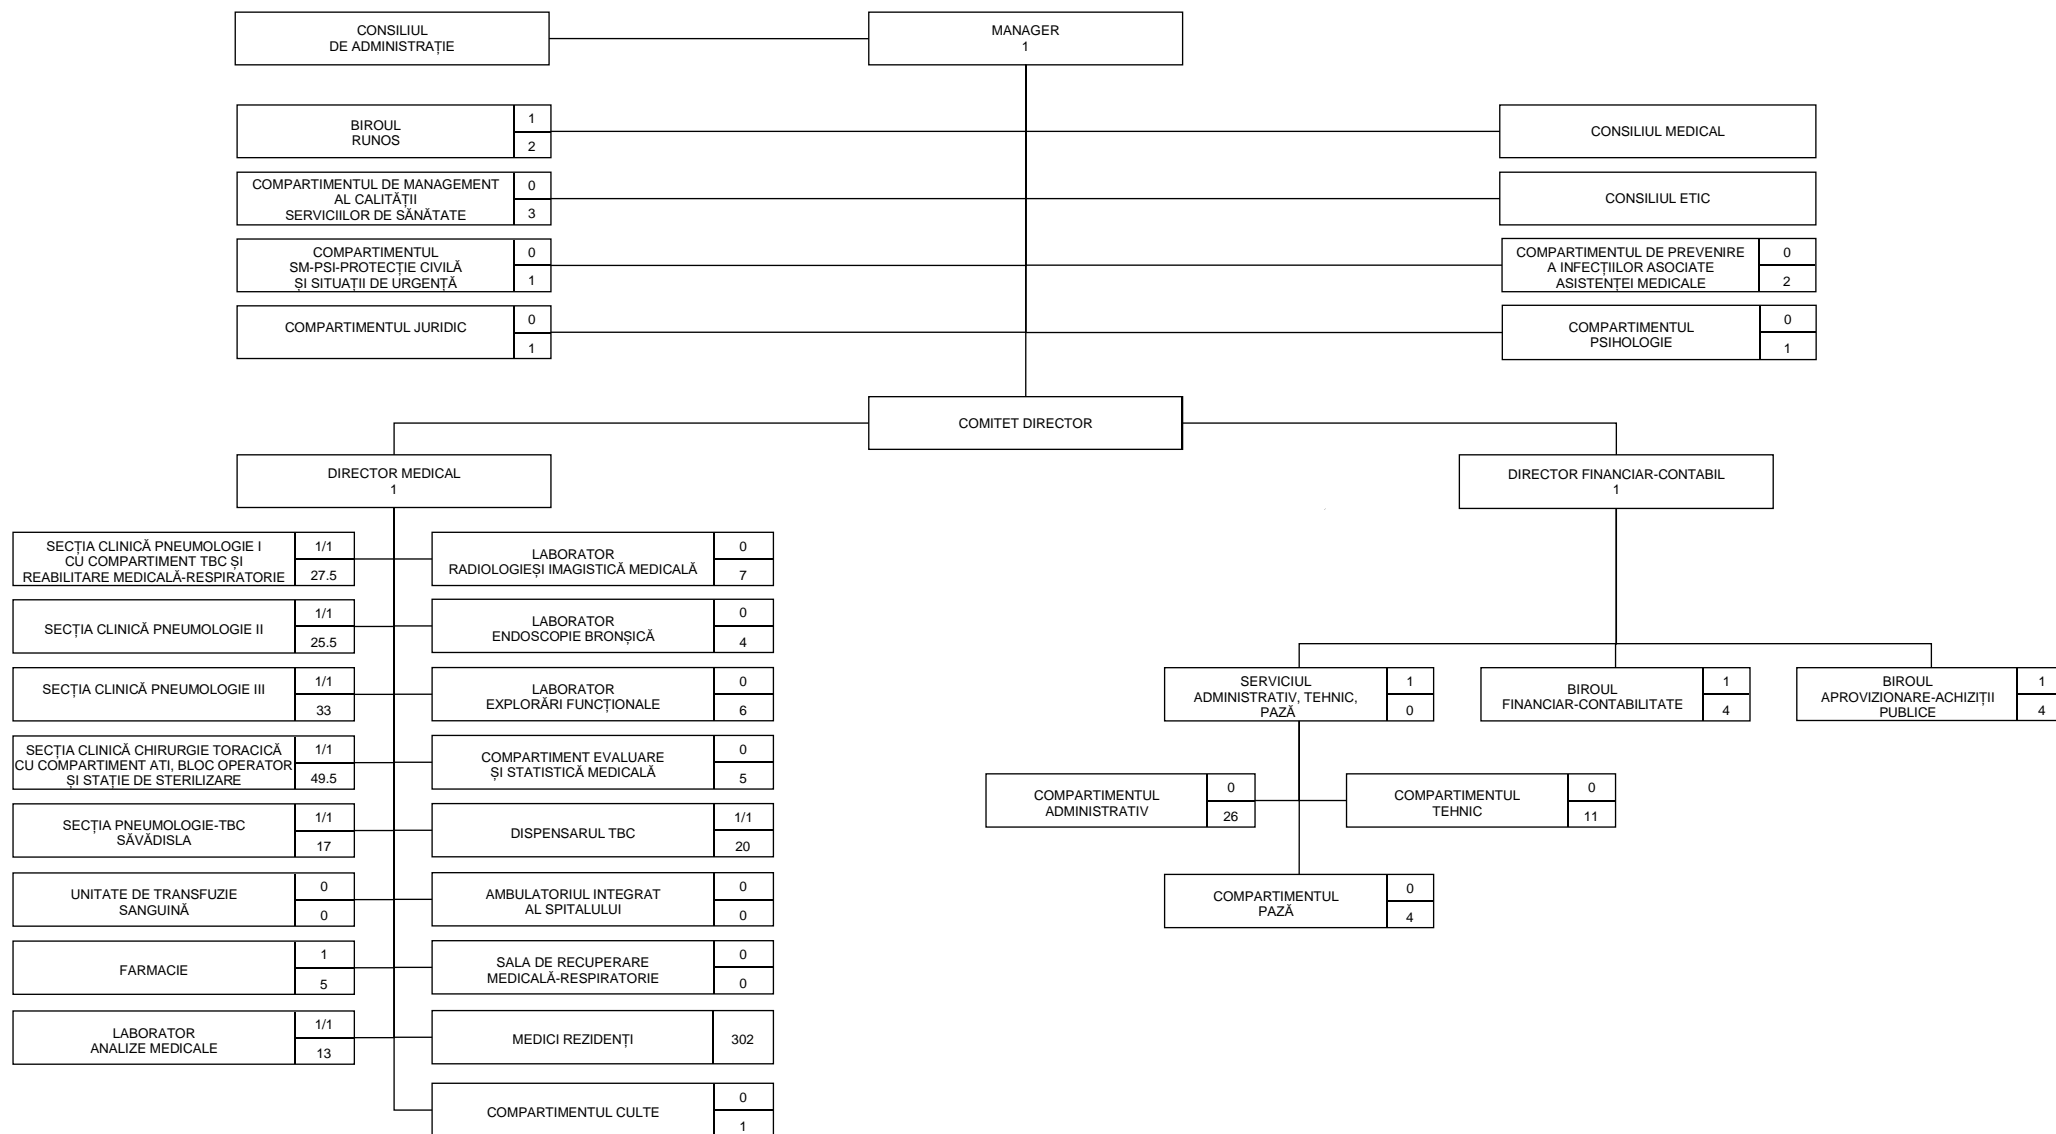 CONSILIUL
DE ADMINISTRAȚIE
MANAGER
1
BIROUL
RUNOS
1
2
CONSILIUL MEDICAL
COMPARTIMENTUL DE MANAGEMENT
AL CALITĂȚII
SERVICIILOR DE SĂNĂTATE
0
3
CONSILIUL ETIC
COMPARTIMENTUL
SM-PSI-PROTECȚIE CIVILĂ
ȘI SITUAȚII DE URGENȚĂ
0
1
COMPARTIMENTUL DE PREVENIRE
A INFECȚIILOR ASOCIATE
ASISTENȚEI MEDICALE
0
2
COMPARTIMENTUL JURIDIC
0
1
COMPARTIMENTUL
PSIHOLOGIE
0
1
COMITET DIRECTOR
DIRECTOR MEDICAL
1
DIRECTOR FINANCIAR-CONTABIL
1
SECȚIA CLINICĂ PNEUMOLOGIE I
CU COMPARTIMENT TBC ȘI
REABILITARE MEDICALĂ-RESPIRATORIE
1/1
27.5
LABORATOR
RADIOLOGIEȘI IMAGISTICĂ MEDICALĂ
0
7
SECȚIA CLINICĂ PNEUMOLOGIE II
1/1
25.5
LABORATOR
ENDOSCOPIE BRONȘICĂ
0
4
SECȚIA CLINICĂ PNEUMOLOGIE III
1/1
33
LABORATOR
EXPLORĂRI FUNCȚIONALE
0
6
SERVICIUL
ADMINISTRATIV, TEHNIC,
PAZĂ
1
0
BIROUL
FINANCIAR-CONTABILITATE
1
4
BIROUL
APROVIZIONARE-ACHIZIȚII
PUBLICE
1
4
SECȚIA CLINICĂ CHIRURGIE TORACICĂ
CU COMPARTIMENT ATI, BLOC OPERATOR
ȘI STAȚIE DE STERILIZARE
1/1
49.5
COMPARTIMENT EVALUARE
ȘI STATISTICĂ MEDICALĂ
0
5
COMPARTIMENTUL
ADMINISTRATIV
0
26
COMPARTIMENTUL
TEHNIC
0
11
SECȚIA PNEUMOLOGIE-TBC
SĂVĂDISLA
1/1
17
DISPENSARUL TBC
1/1
20
UNITATE DE TRANSFUZIE
SANGUINĂ
0
0
AMBULATORIUL INTEGRAT
AL SPITALULUI
0
0
COMPARTIMENTUL
PAZĂ
0
4
FARMACIE
1
5
SALA DE RECUPERARE
MEDICALĂ-RESPIRATORIE
0
0
LABORATOR
ANALIZE MEDICALE
1/1
13
MEDICI REZIDENȚI
302
COMPARTIMENTUL CULTE
0
1